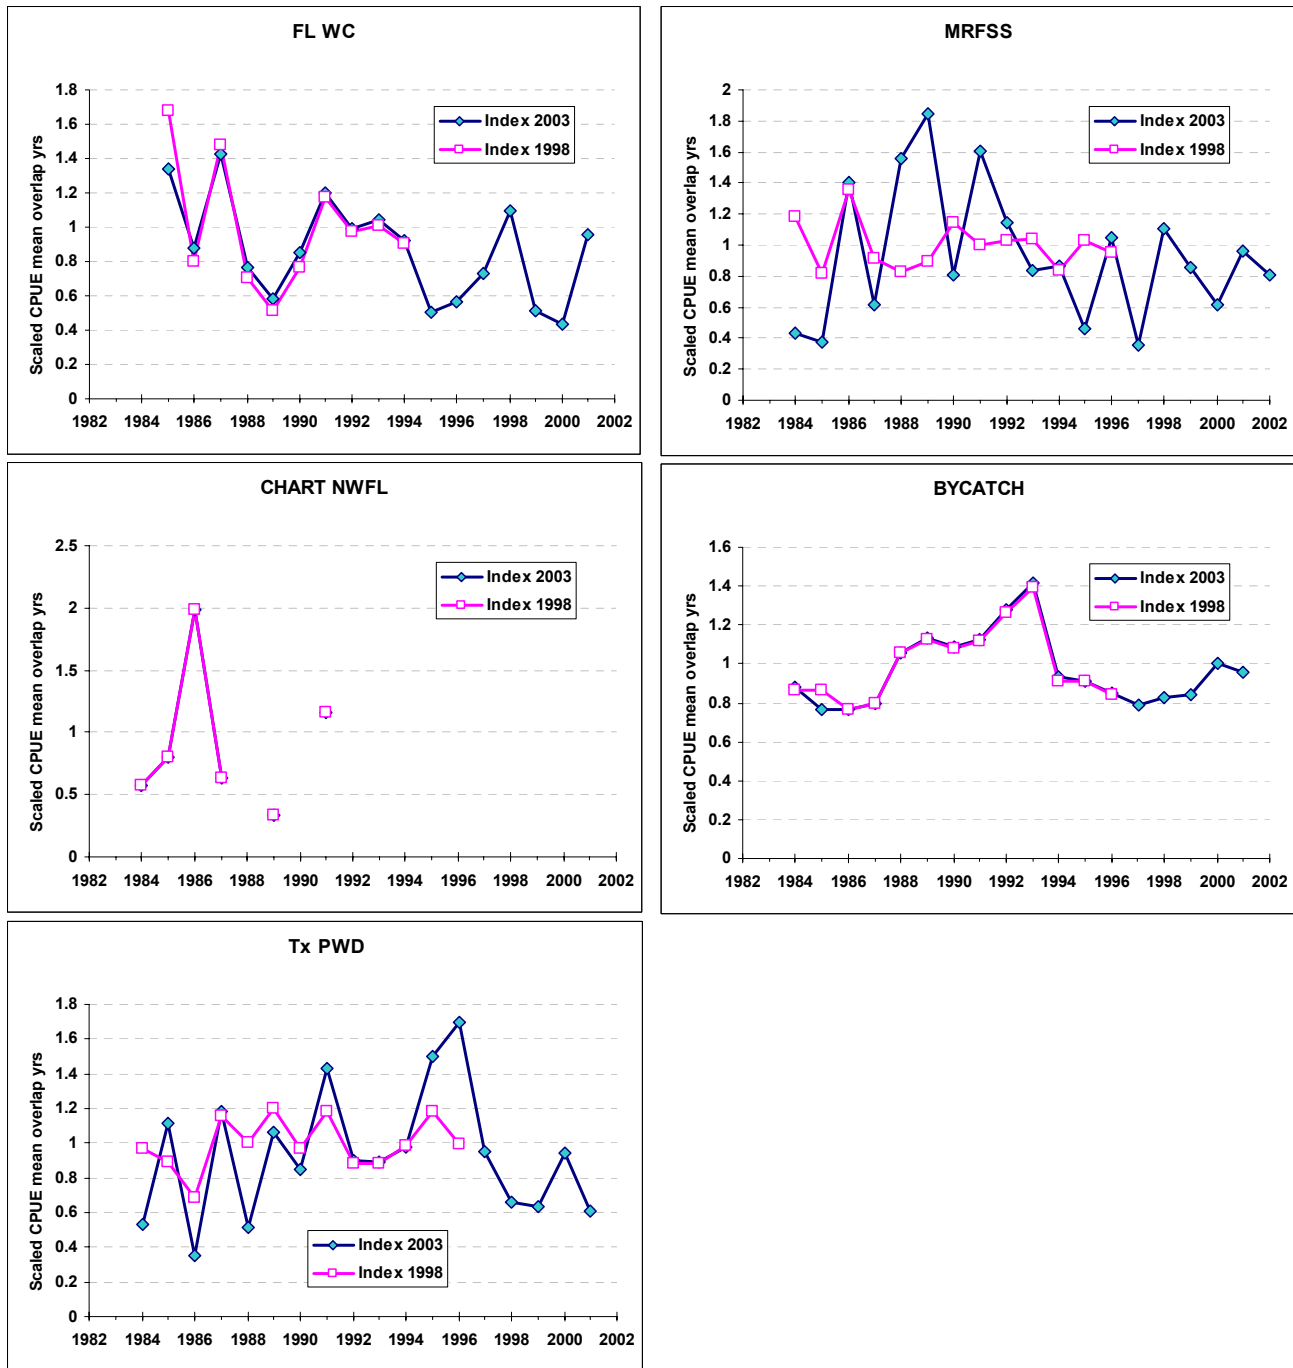 FL WC
Scaled CPUE mean overlap yrs
1.8
1.6
1.4
1.2
1
0.8
0.6
0.4
0.2
0
Index 2003
Index 1998
1982 1984 1986 1987 1988 1990 1992 1994 1996 1998 2000 2002
MRFSS
Scaled CPUE mean overlap yrs
2
1.8
1.6
1.4
1.2
1
0.8
0.6
0.4
0.2
0
Index 2003
Index 1998
1982 1984 1986 1988 1990 1992 1994 1996 1998 2000 2002
CHART NWFL
Scaled CPUE mean overlap yrs
2.5
2
1.5
1
0.5
0
Index 2003
Index 1998
1982 1984 1986 1988 1990 1992 1994 1996 1998 2000 2002
BYCATCH
Scaled CPUE mean overlap yrs
1.6
1.4
1.2
1
0.8
0.6
0.4
0.2
0
Index 2003
Index 1998
1982 1984 1986 1988 1990 1992 1994 1996 1998 2000 2002
Tx PWD
Scaled CPUE mean overlap yrs
1.8
1.6
1.4
1.2
1
0.8
0.6
0.4
0.2
0
Index 2003
Index 1998
1982 1984 1986 1988 1990 1992 1994 1996 1998 2000 2002